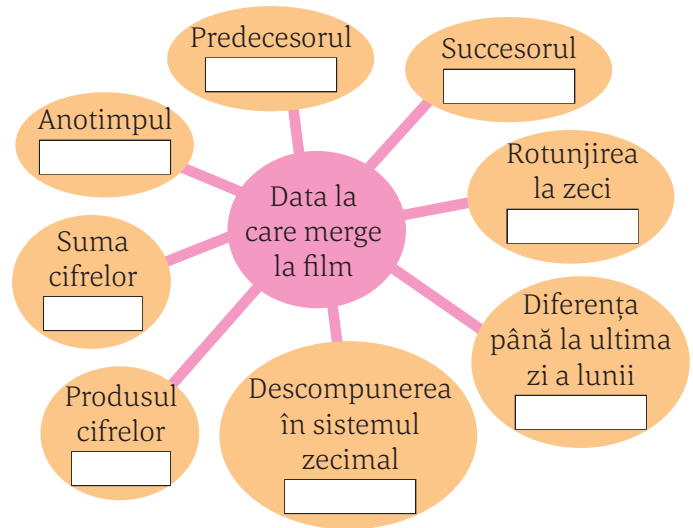 Predecesorul
Succesorul
Anotimpul
Rotunjirea
la zeci
Data la
care merge
la film
Suma
cifrelor
Diferența
până la ultima
zi a lunii
Produsul
cifrelor
Descompunerea
în sistemul
zecimal